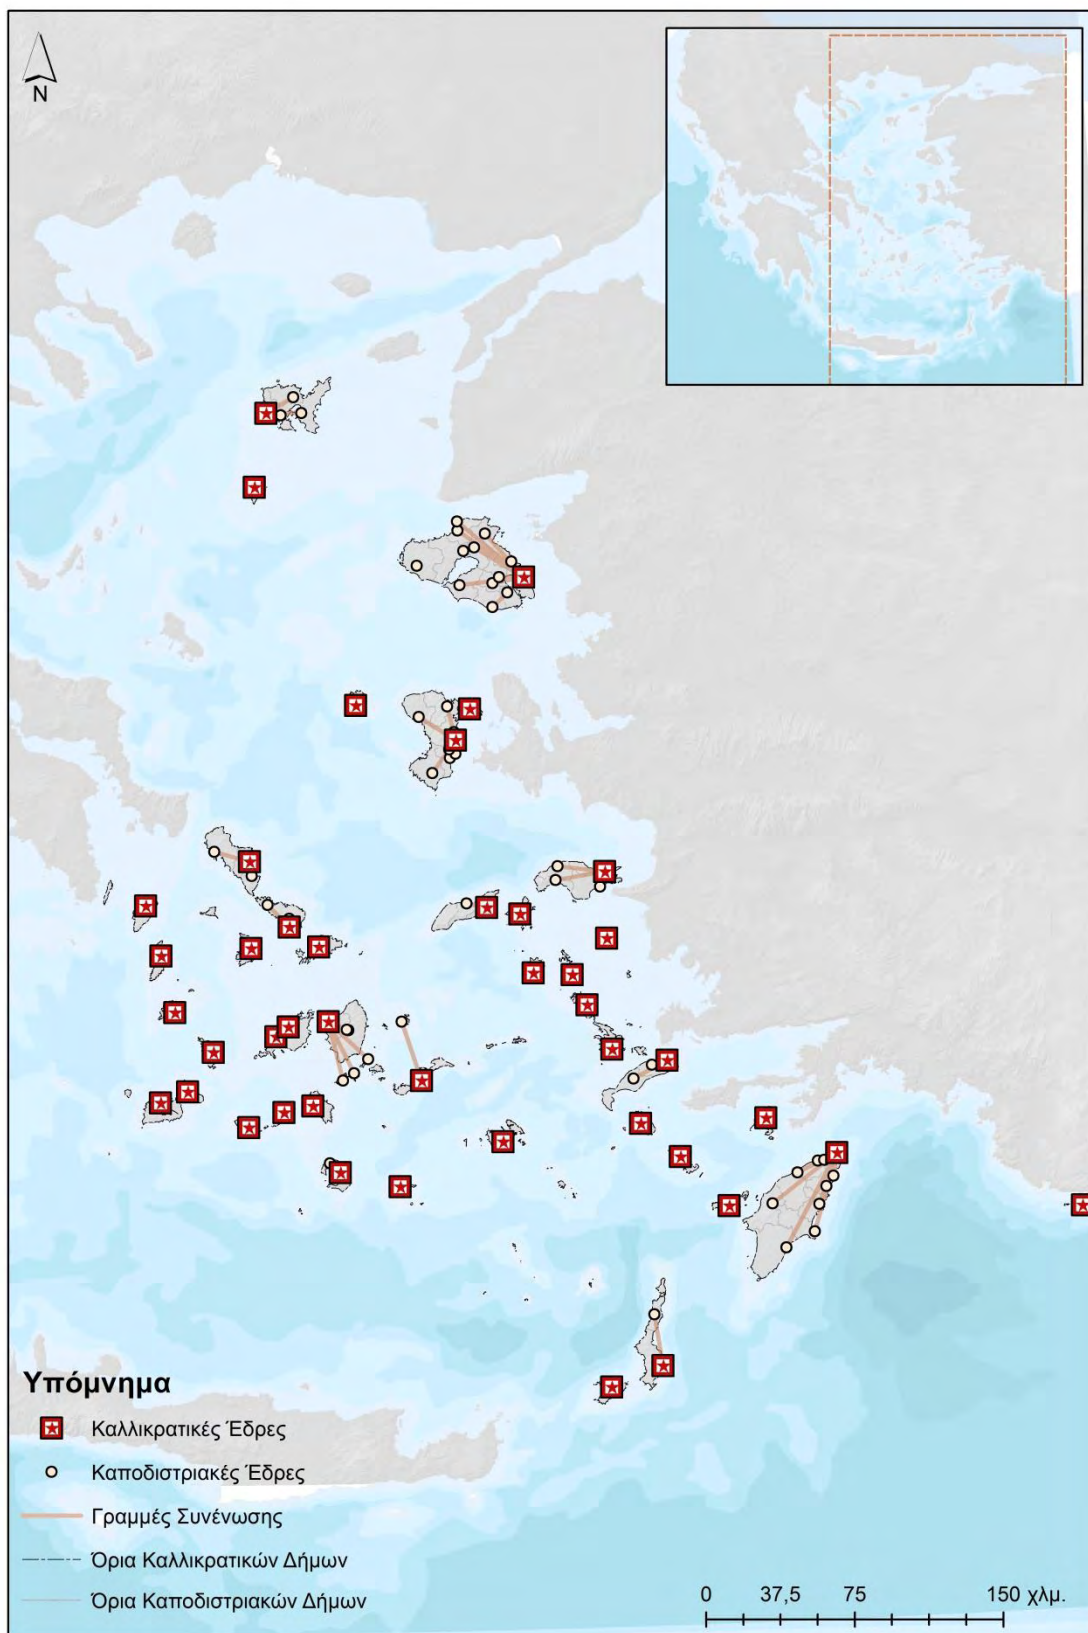 N
Υπόμνημα
Καλλικρατικές Έδρες
Καποδιστριακές Έδρες
Γραμμές Συνένωσης
Όρια Καλλικρατικών Δήμων
Όρια Καποδιστριακών Δήμων
0 37,5 75 150 χλμ.